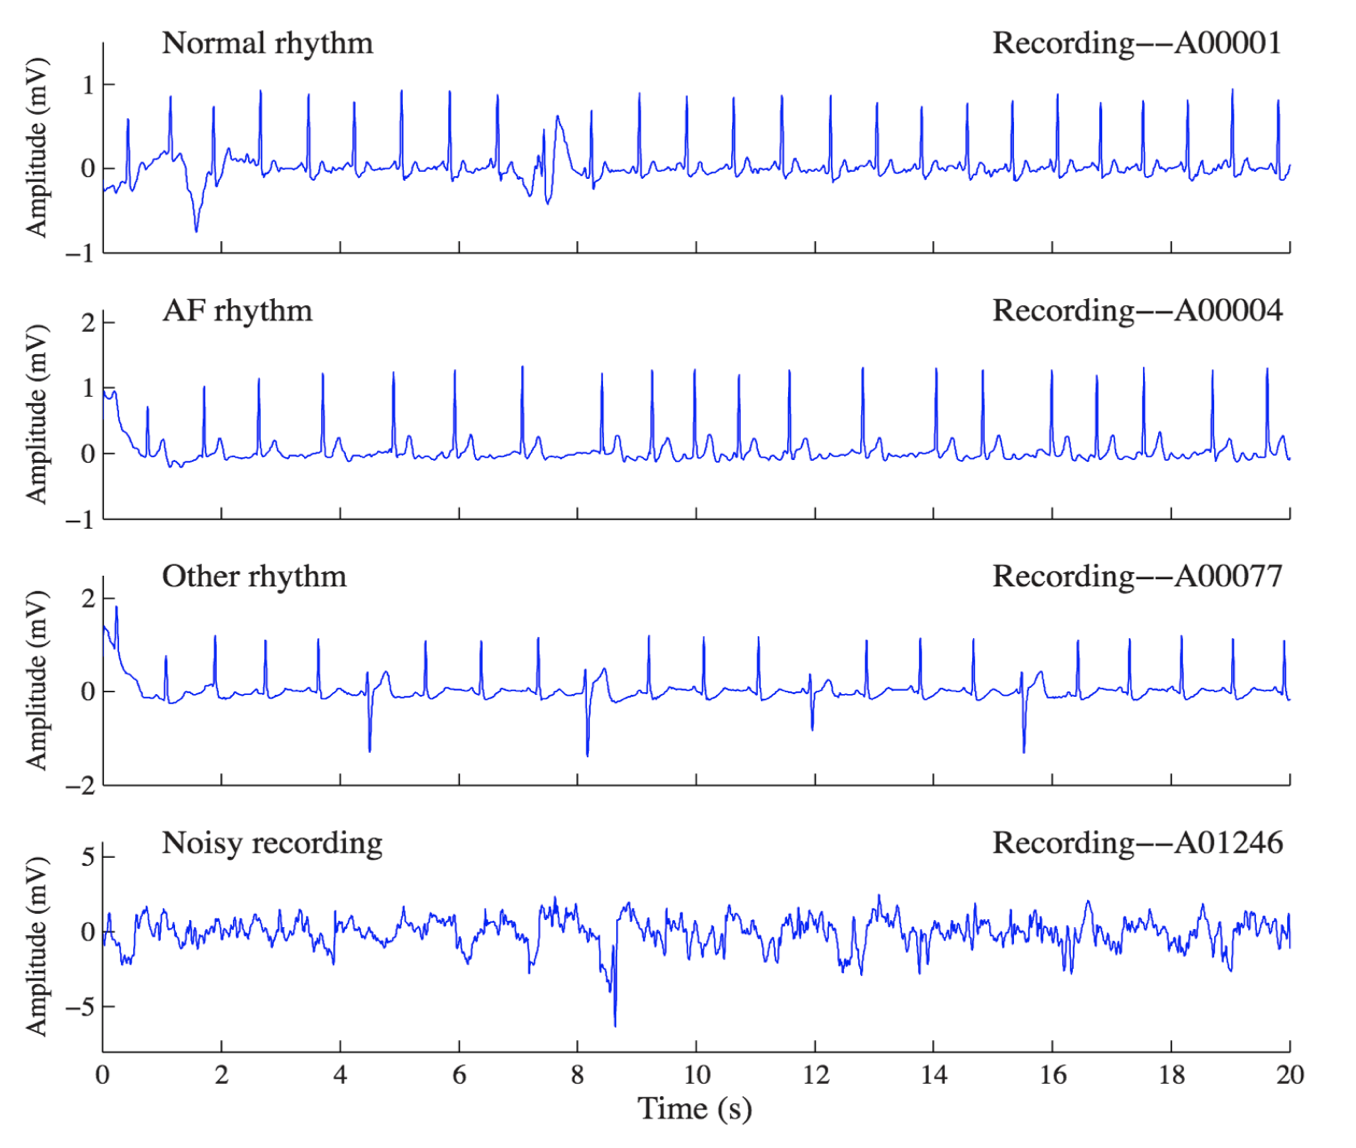 Normal rhythm Recording−−A00001
Amplitude (mV)
1
0
−1
AF rhythm Recording−−A00004
Amplitude (mV)
2
1
0
−1
Other rhythm Recording−−A00077
Amplitude (mV)
2
0
−2
Noisy recording Recording−−A01246
Amplitude (mV)
5
0
−5
0 2 4 6 8 10 12 14 16 18 20
Time (s)